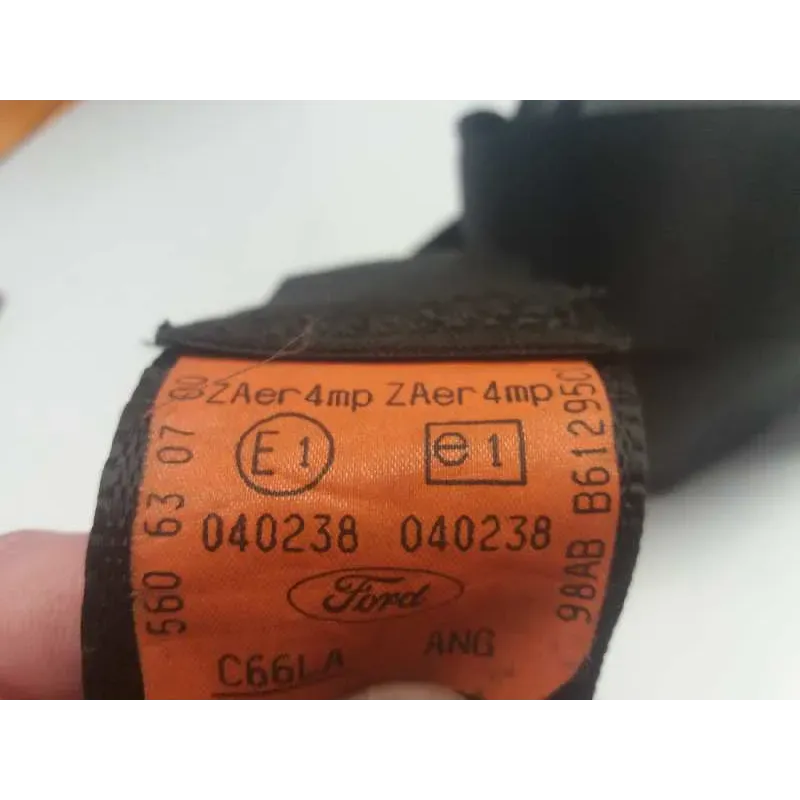 ZAer4mp ZAer4mp
E1 e1
040238 040238
Ford
C66LA ANG
560 63 07 00
98AB B61295C